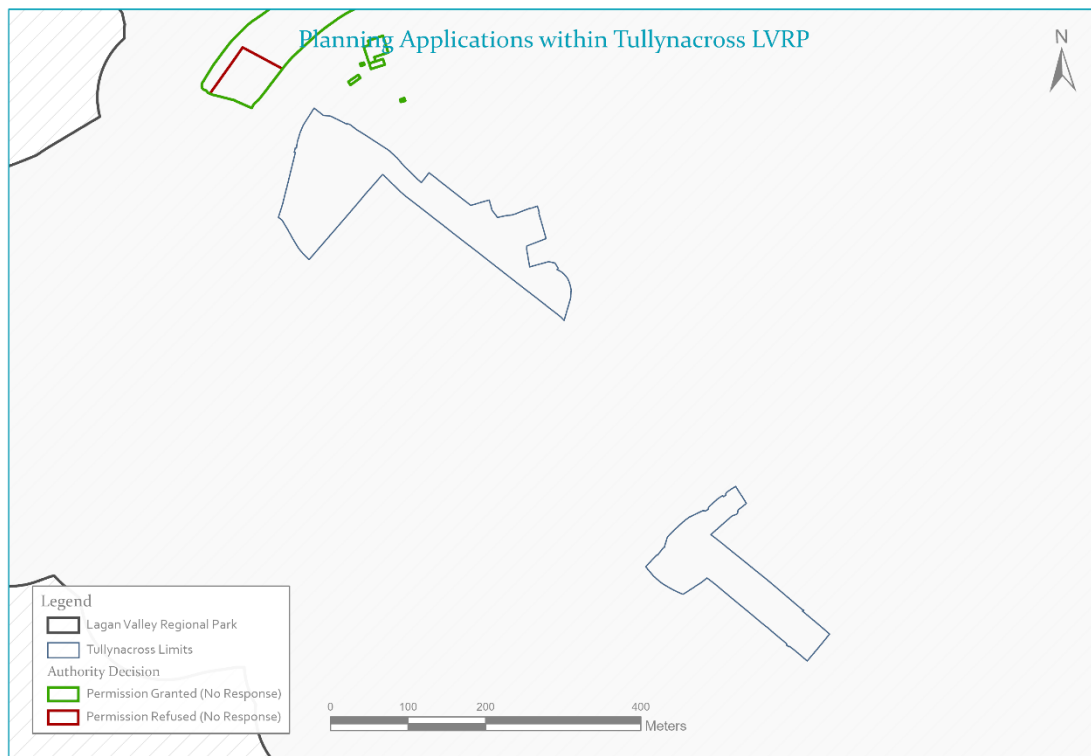 Planning Applications within Tullynacross LVRP
N
Legend
Lagan Valley Regional Park
Tullynacross Limits
Authority Decision
Permission Granted (No Response)
Permission Refused (No Response)
0 100 200 400
Meters